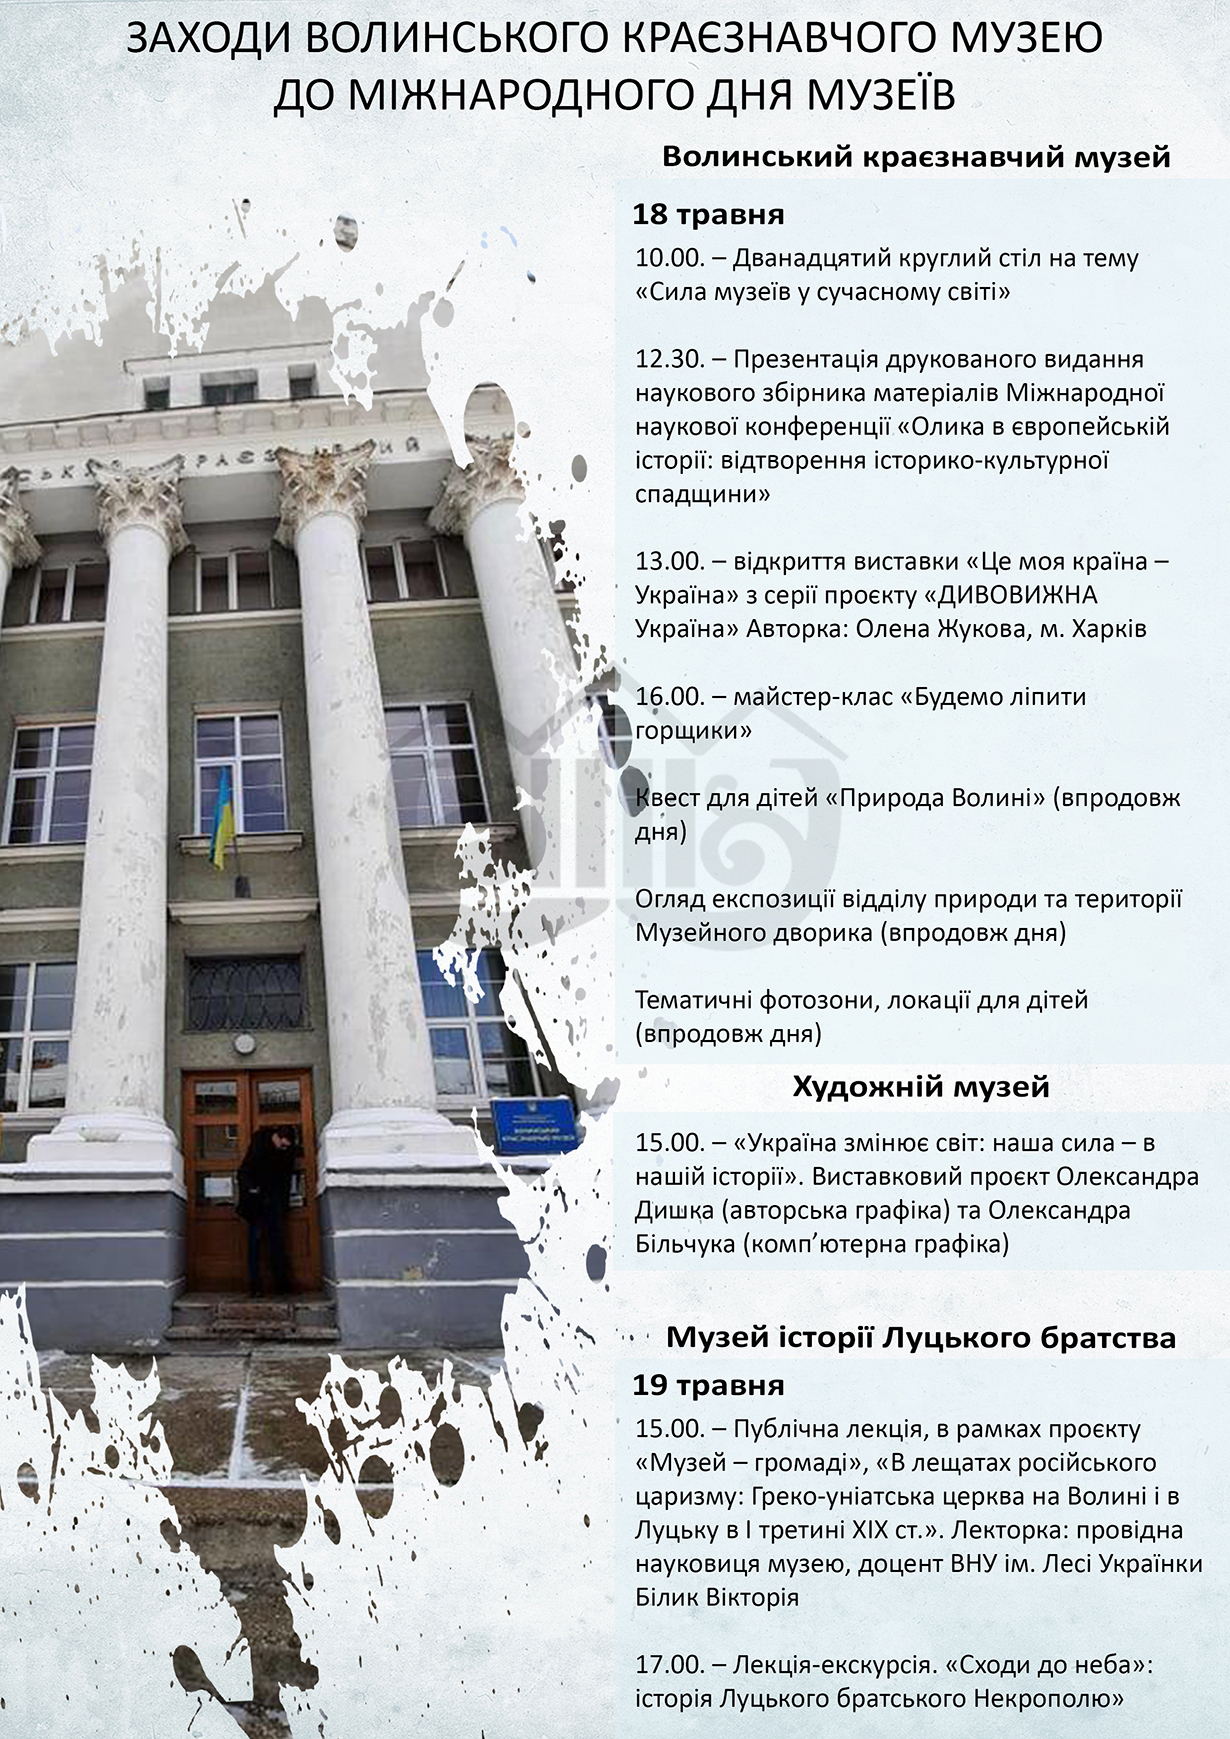 ЗАХОДИ ВОЛИНСЬКОГО КРАЄЗНАВЧОГО МУЗЕЮ
ДО МІЖНАРОДНОГО ДНЯ МУЗЕЇВ
Волинський краєзнавчий музей
18 травня
10.00. – Дванадцятий круглий стіл на тему
«Сила музеїв у сучасному світі»
12.30. – Презентація друкованого видання
наукового збірника матеріалів Міжнародної
наукової конференції «Олика в європейській
історії: відтворення історико-культурної
спадщини»
13.00. – відкриття виставки «Це моя країна –
Україна» з серії проєкту «ДИВОВИЖНА
Україна» Авторка: Олена Жукова, м. Харків
16.00. – майстер-клас «Будемо ліпити
горщики»
Квест для дітей «Природа Волині» (впродовж
дня)
Огляд експозиції відділу природи та території
Музейного дворика (впродовж дня)
Тематичні фотозони, локації для дітей
(впродовж дня)
Художній музей
15.00. – «Україна змінює світ: наша сила – в
нашій історії». Виставковий проєкт Олександра
Дишка (авторська графіка) та Олександра
Більчука (комп’ютерна графіка)
Музей історії Луцького братства
19 травня
15.00. – Публічна лекція, в рамках проєкту
«Музей – громаді», «В лещатах російського
царизму: Греко-уніатська церква на Волині і в
Луцьку в І третині ХІХ ст.». Лекторка: провідна
науковиця музею, доцент ВНУ ім. Лесі Українки
Білик Вікторія
17.00. – Лекція-екскурсія. «Сходи до неба»:
історія Луцького братського Некрополю»